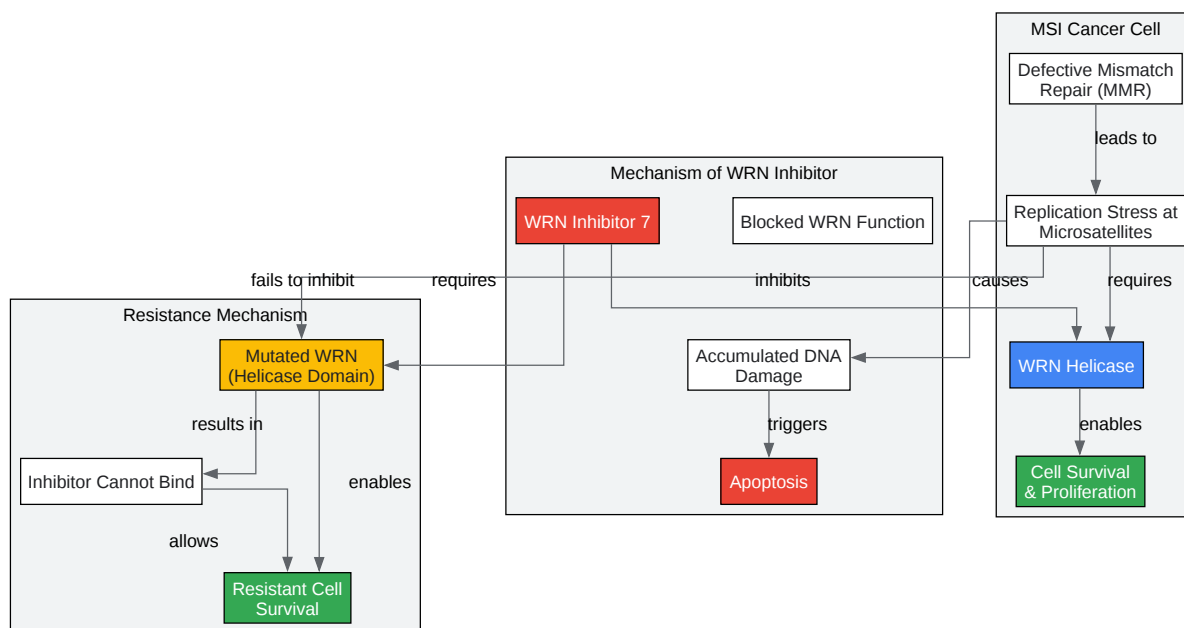 MSI Cancer Cell
Defective Mismatch
Repair (MMR)
leads to
Mechanism of WRN Inhibitor
WRN Inhibitor 7
Blocked WRN Function
Replication Stress at
Microsatellites
fails to inhibit
requires
inhibits
causes
requires
Resistance Mechanism
Mutated WRN
(Helicase Domain)
Accumulated DNA
Damage
WRN Helicase
results in
triggers
enables
Inhibitor Cannot Bind
enables
Apoptosis
Cell Survival
& Proliferation
allows
Resistant Cell
Survival